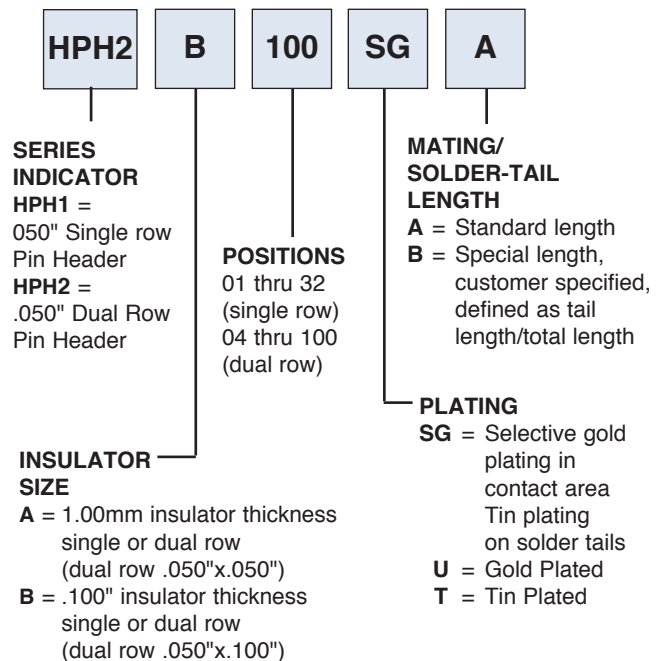 HPH2 B 100 SG A
SERIES
INDICATOR
HPH1 =
050" Single row
Pin Header
HPH2 =
.050" Dual Row
Pin Header
POSITIONS
01 thru 32
(single row)
04 thru 100
(dual row)
MATING/
SOLDER-TAIL
LENGTH
A = Standard length
B = Special length,
customer specified,
defined as tail
length/total length
INSULATOR
SIZE
A = 1.00mm insulator thickness
single or dual row
(dual row .050"x.050")
B = .100" insulator thickness
single or dual row
(dual row .050"x.100")
PLATING
SG = Selective gold
plating in
contact area
Tin plating
on solder tails
U = Gold Plated
T = Tin Plated